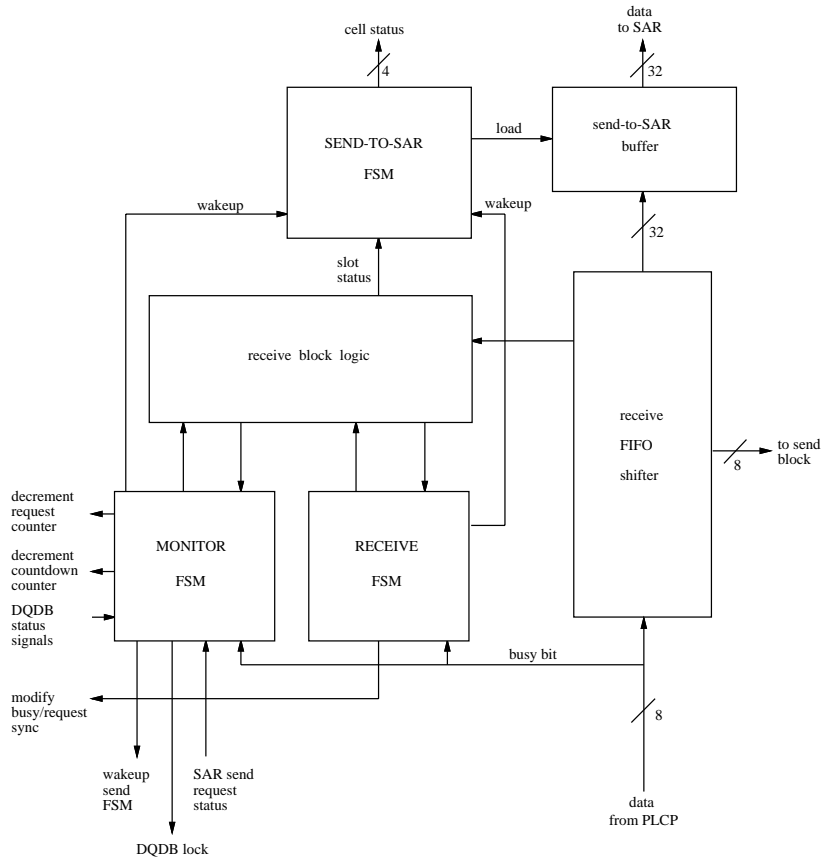 cell status
4
data
to SAR
32
SEND-TO-SAR
FSM
load
send-to-SAR
buffer
wakeup
wakeup
32
slot
status
receive block logic
receive
FIFO
shifter
8
to send
block
decrement
request
counter
MONITOR
FSM
RECEIVE
FSM
decrement
countdown
counter
DQDB
status
signals
busy bit
modify
busy/request
sync
8
wakeup
send
FSM
SAR send
request
status
data
from PLCP
DQDB lock